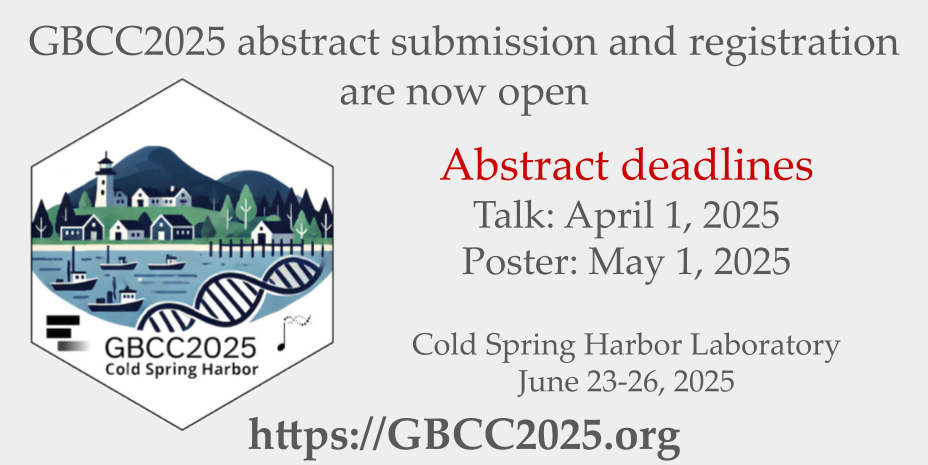 GBCC2025 abstract submission and registration
are now open
Abstract deadlines
Talk: April 1, 2025
Poster: May 1, 2025
GBCC2025
Cold Spring Harbor
Cold Spring Harbor Laboratory
June 23-26, 2025
https://GBCC2025.org